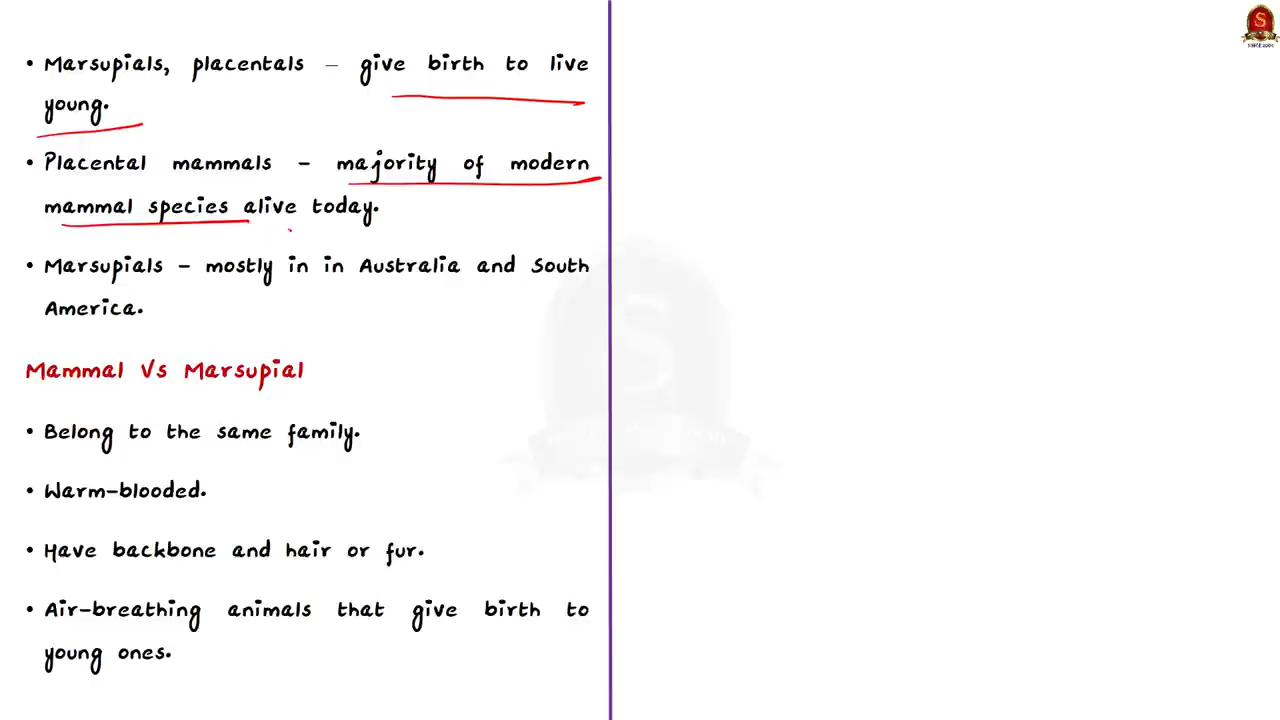 • Marsupials, placentals – give birth to live
young.
• Placental mammals – majority of modern
mammal species alive today.
• Marsupials – mostly in in Australia and South
America.
Mammal Vs Marsupial
• Belong to the same family.
• Warm-blooded.
• Have backbone and hair or fur.
• Air-breathing animals that give birth to
young ones.
S